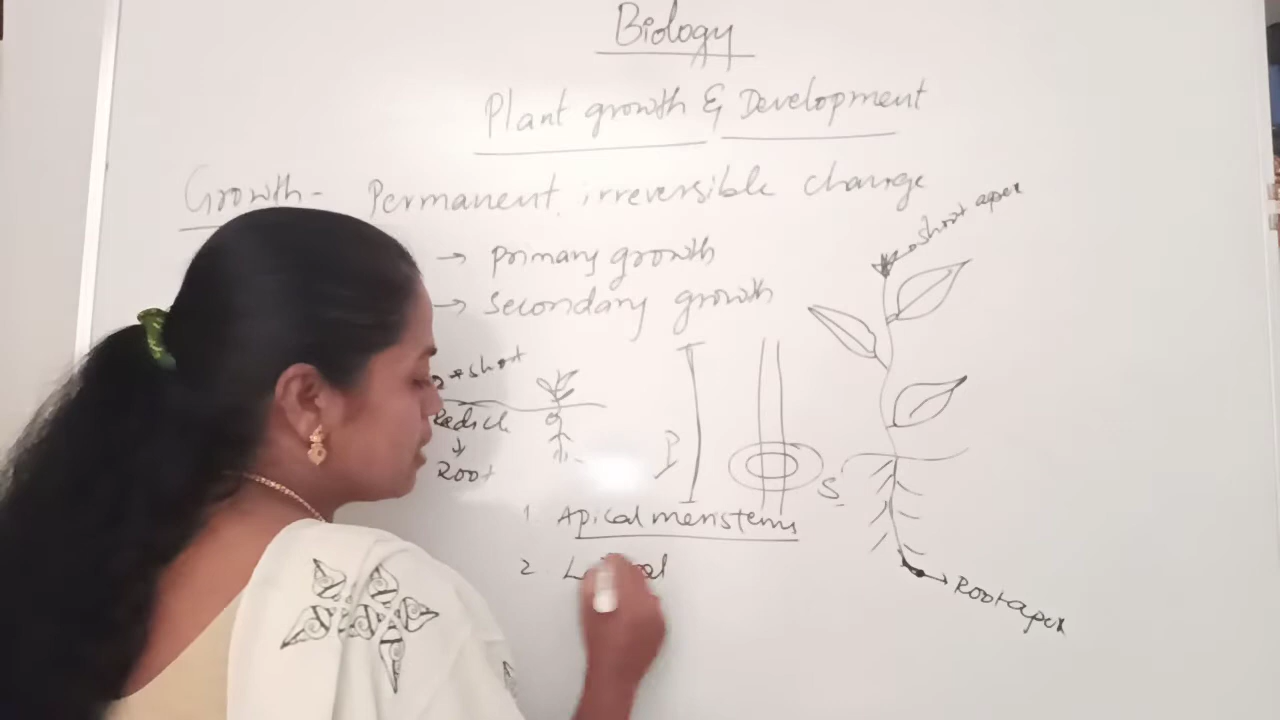 Biology
Plant growth & Development
Growth - Permanent irreversible change
→ Primary growth
→ Secondary growth
shoot apex
Root
P
S
1 Apical meristems
2
Root apex